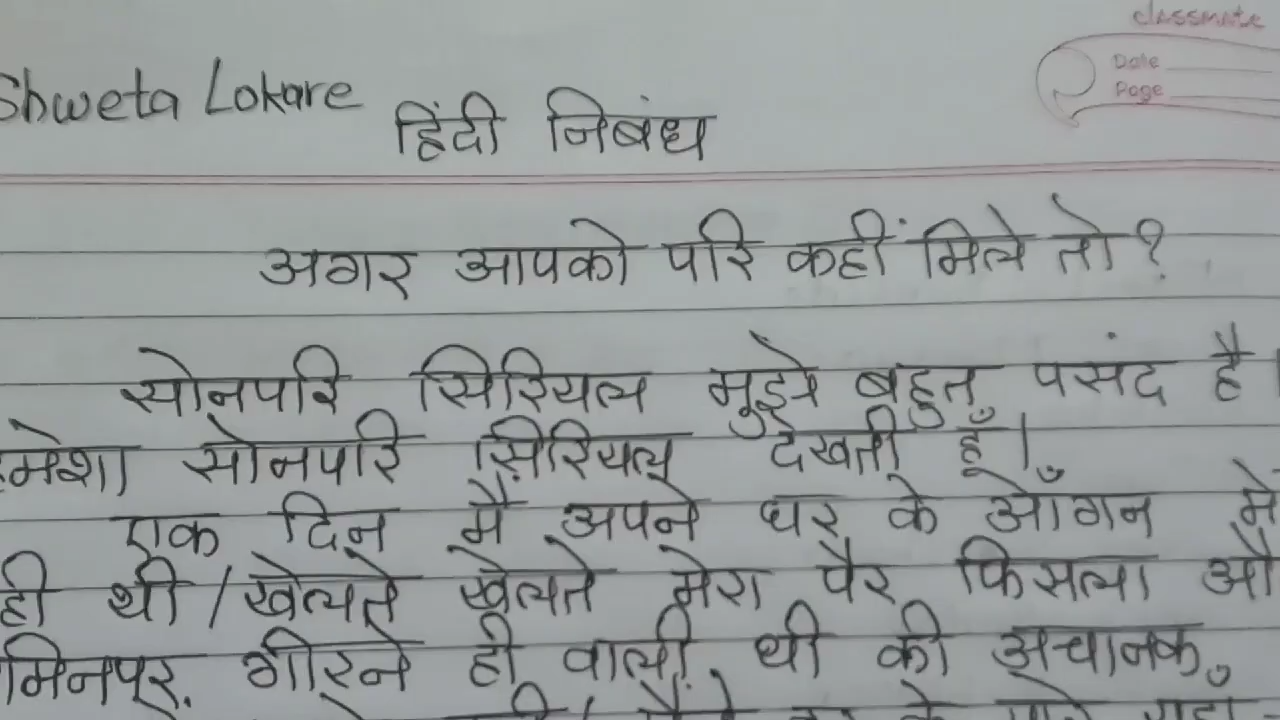 classmate
Date
Page
Shweta Lokare
हिंदी निबंध
अगर आपको परि कहीं मिले तो?
सोनपरि सिरियल मुझे बहुत पसंद है।
हमेशा सोनपरि सिरियल देखती हूँ।
एक दिन मैं अपने घर के आँगन मे
ही थी / खेलते खेलते मेरा पैर फिसला औ
मिनपर गीरने ही वाली थी की अचानक